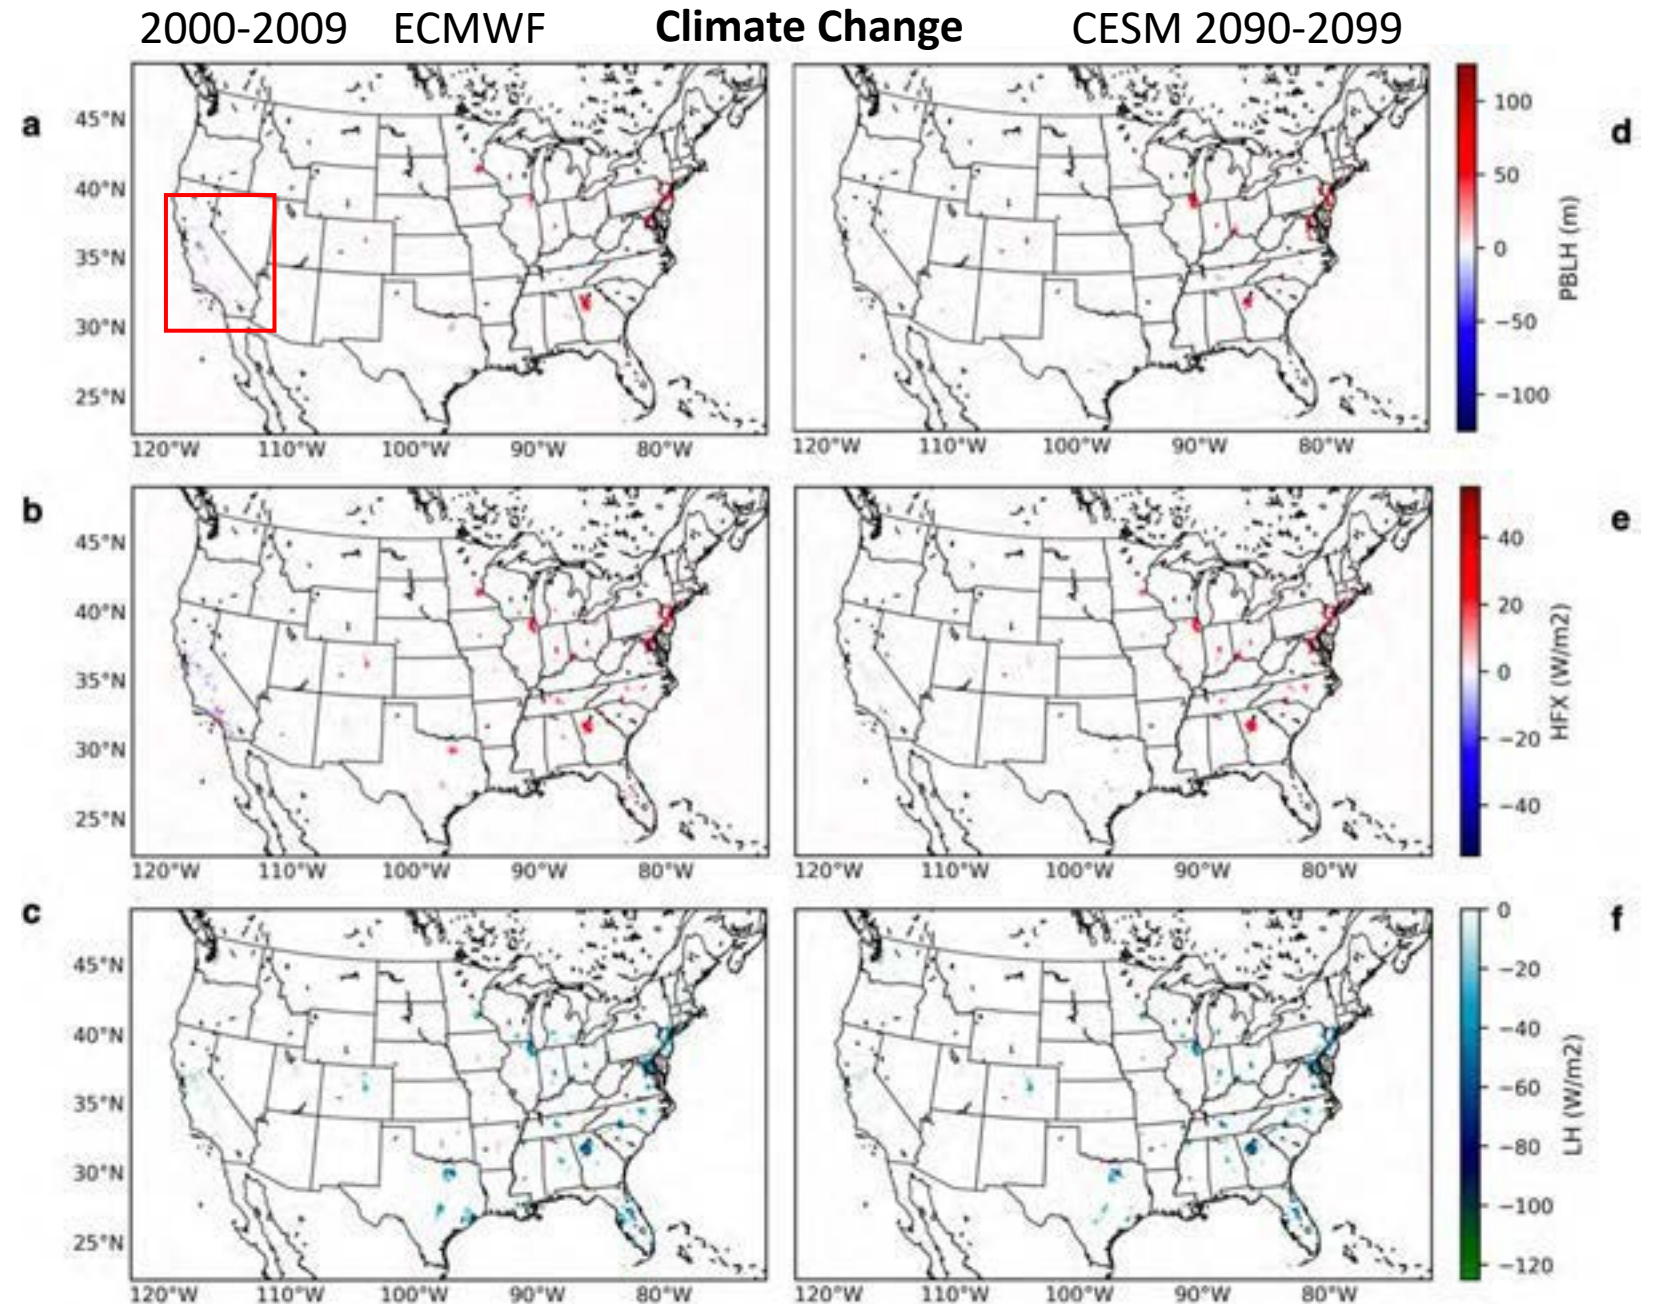 2000-2009 ECMWF Climate Change CESM 2090-2099
a
45°N
40°N
35°N
30°N
25°N
120°W 110°W 100°W 90°W 80°W
120°W 110°W 100°W 90°W 80°W
100
50
0
−50
−100
PBLH (m)
d
b
45°N
40°N
35°N
30°N
25°N
120°W 110°W 100°W 90°W 80°W
120°W 110°W 100°W 90°W 80°W
40
20
0
−20
−40
HFX (W/m2)
e
c
45°N
40°N
35°N
30°N
25°N
120°W 110°W 100°W 90°W 80°W
120°W 110°W 100°W 90°W 80°W
0
−20
−40
−60
−80
−100
−120
LH (W/m2)
f